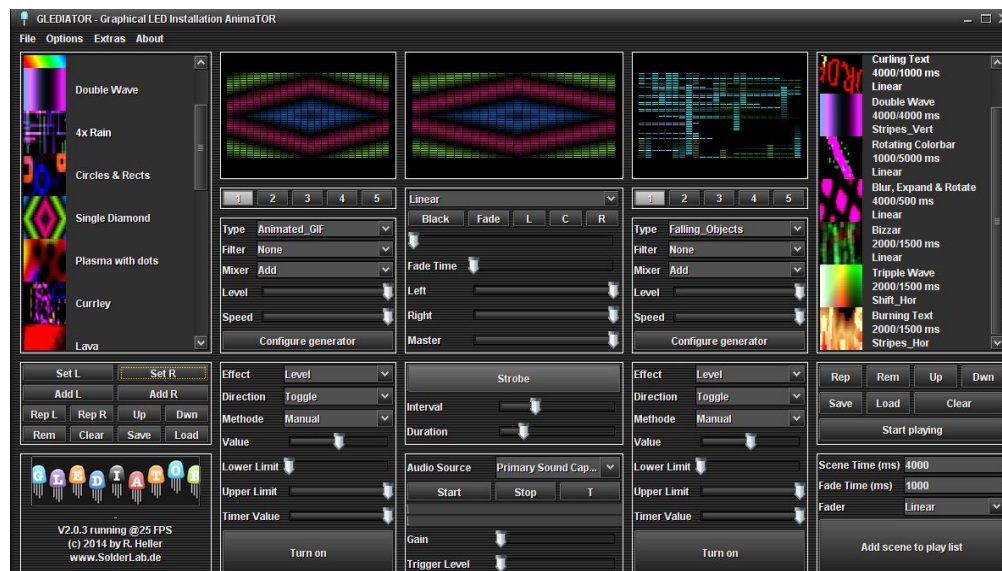 GLEDIATOR - Graphical LED Installation AnimaTOR
File Options Extras About
Double Wave
4x Rain
Circles & Rects
Single Diamond
Plasma with dots
Currley
Lava
Set L Set R
Add L Add R
Rep L Rep R Up Dwn
Rem Clear Save Load
GLEDIATOR
-
V2.0.3 running @25 FPS
(c) 2014 by R. Heller
www.SolderLab.de
1 2 3 4 5
Type Animated_GIF
Filter None
Mixer Add
Level
Speed
Configure generator
Effect Level
Direction Toggle
Methode Manual
Value
Lower Limit
Upper Limit
Timer Value
Turn on
Linear
Black Fade L C R
Fade Time
Left
Right
Master
Strobe
Interval
Duration
Audio Source Primary Sound Cap...
Start Stop T
Gain
Trigger Level
1 2 3 4 5
Type Falling_Objects
Filter None
Mixer Add
Level
Speed
Configure generator
Effect Level
Direction Toggle
Methode Manual
Value
Lower Limit
Upper Limit
Timer Value
Turn on
Curling Text
4000/1000 ms
Linear
Double Wave
4000/4000 ms
Stripes_Vert
Rotating Colorbar
1000/5000 ms
Linear
Blur, Expand & Rotate
4000/500 ms
Linear
Bizzar
2000/1500 ms
Linear
Tripple Wave
2000/1500 ms
Shift_Hor
Burning Text
2000/1500 ms
Stripes_Hor
Rep Rem Up Dwn
Save Load Clear
Start playing
Scene Time (ms) 4000
Fade Time (ms) 1000
Fader Linear
Add scene to play list